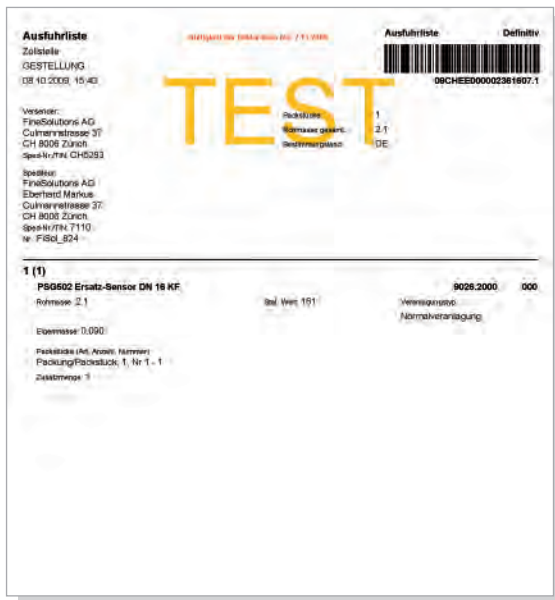 Ausfuhrliste
Zollstelle
GESTELLUNG
08.10.2009, 15:43
Ausfuhrliste Definitiv
09CHEE000002361607.1
TEST
Packstücke 1
Rohmasse gesamt 2.1
Bestimmungsland DE
Versender:
FineSolutions AG
Culmannstrasse 37
CH 8006 Zürich
Sped-Nr./TIN: CH5293
Spediteur:
FineSolutions AG
Eberhard Markus
Culmannstrasse 37
CH 8006 Zürich
Sped-Nr./TIN: 7110
Nr. FiSol_824
1 (1)
PSG502 Ersatz-Sensor DN 16 KF 9026.2000 000
Rohmasse: 2.1 Stat. Wert: 161 Veranlagungstyp:
Normalveranlagung
Eigenmasse: 0.090
Packstücke (Art, Anzahl, Nummer)
Packung/Packstück, 1, Nr 1 - 1
Zusatzmenge: 1